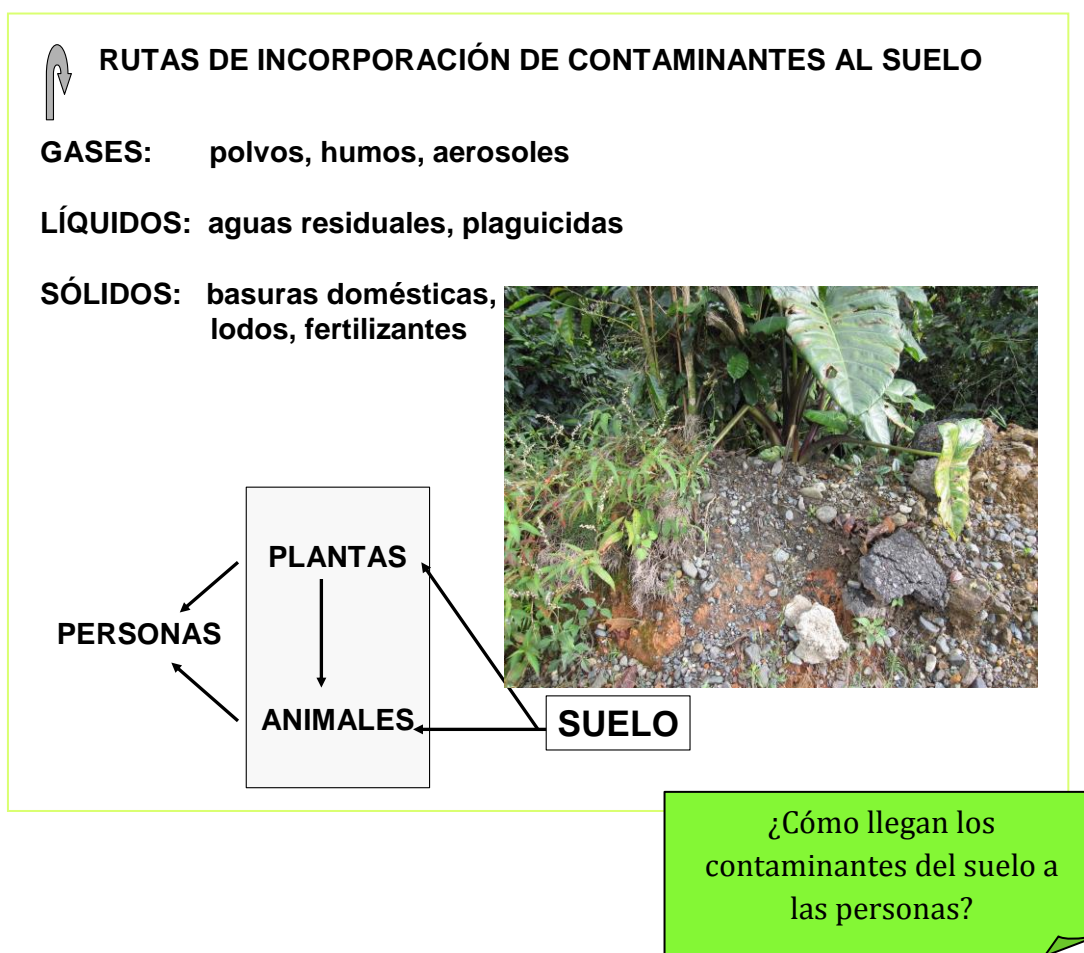 RUTAS DE INCORPORACIÓN DE CONTAMINANTES AL SUELO
GASES: polvos, humos, aerosoles
LÍQUIDOS: aguas residuales, plaguicidas
SÓLIDOS: basuras domésticas,
lodos, fertilizantes
PLANTAS
PERSONAS
ANIMALES
SUELO
¿Cómo llegan los
contaminantes del suelo a
las personas?